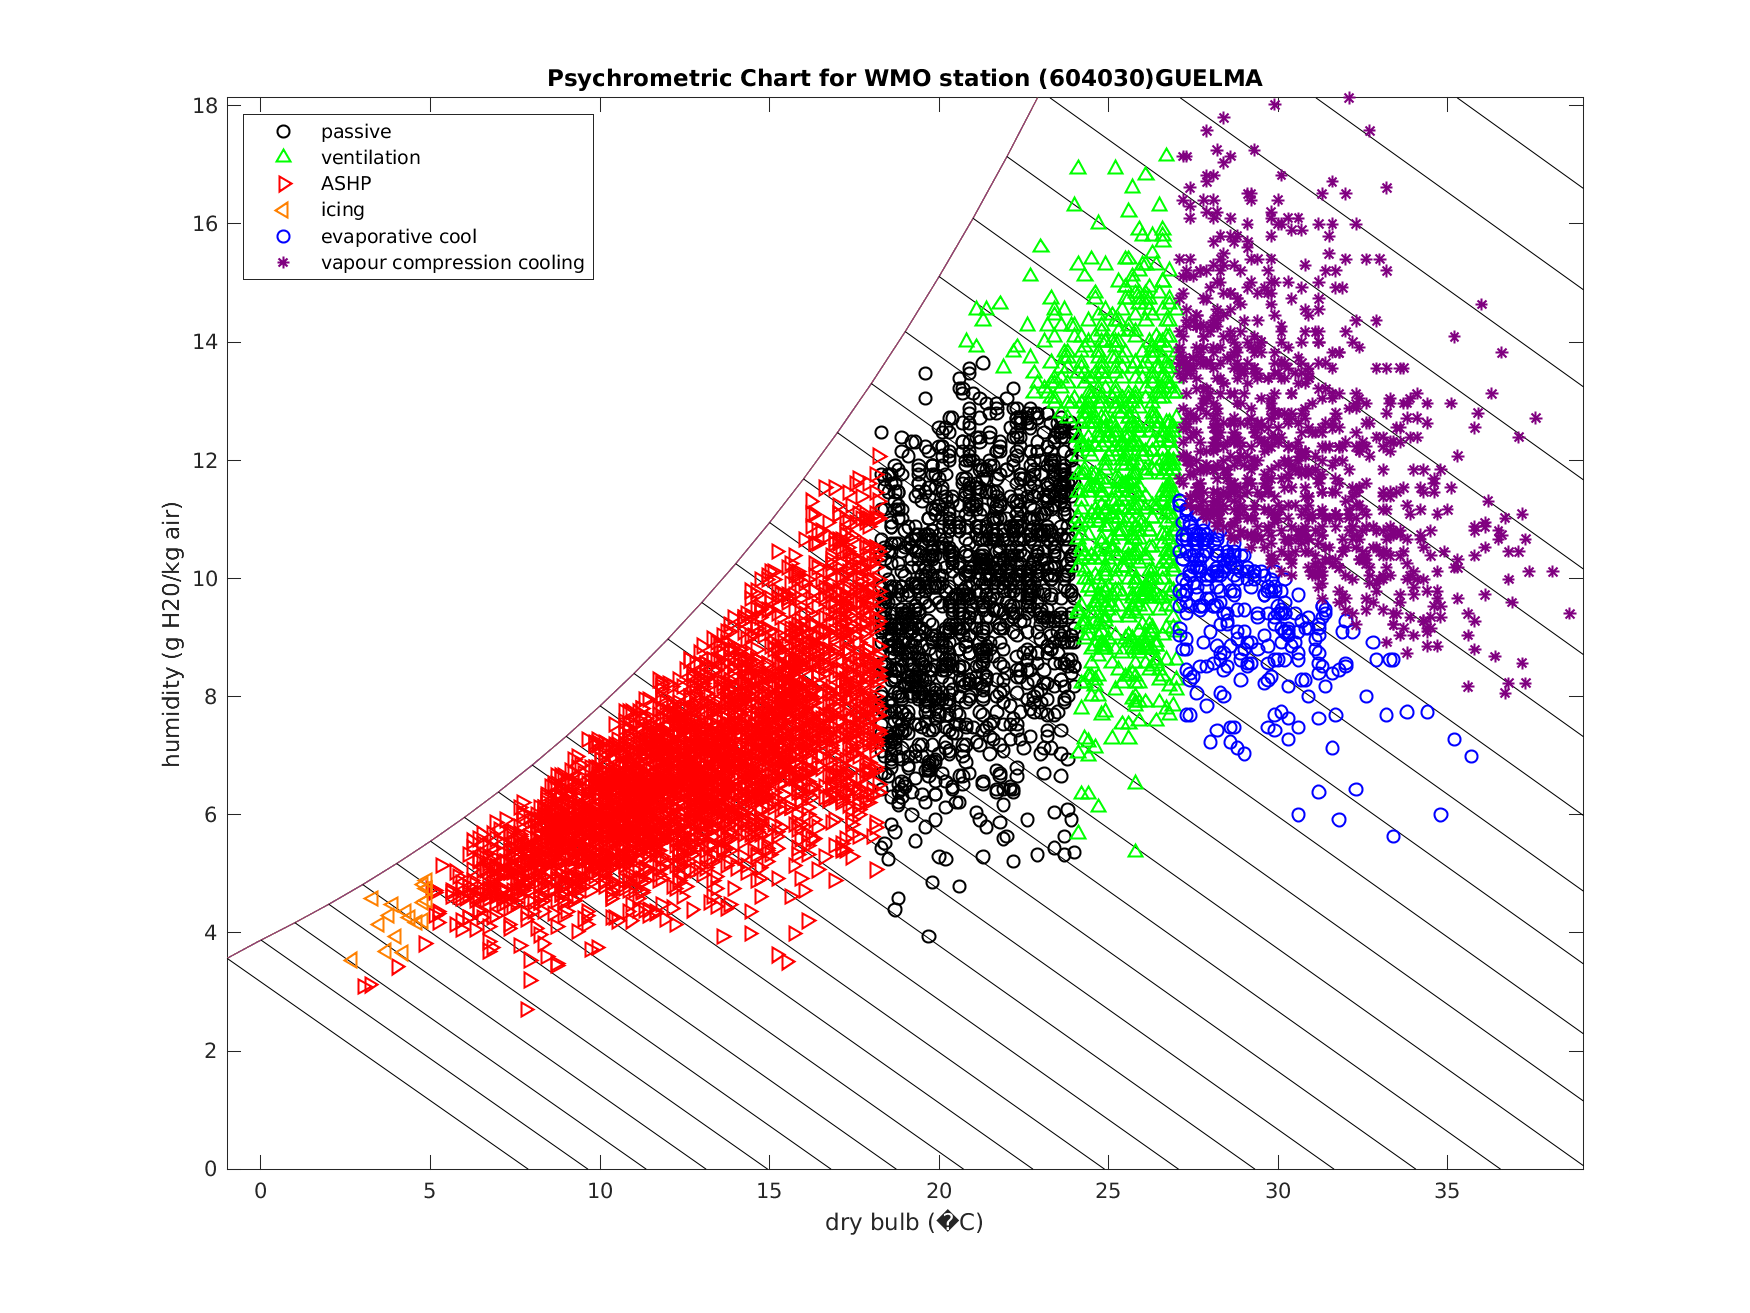 Psychrometric Chart for WMO station (604030)GUELMA
passive
ventilation
ASHP
icing
evaporative cool
vapour compression cooling
humidity (g H20/kg air)
18
16
14
12
10
8
6
4
2
0
0 5 10 15 20 25 30 35
dry bulb (�C)